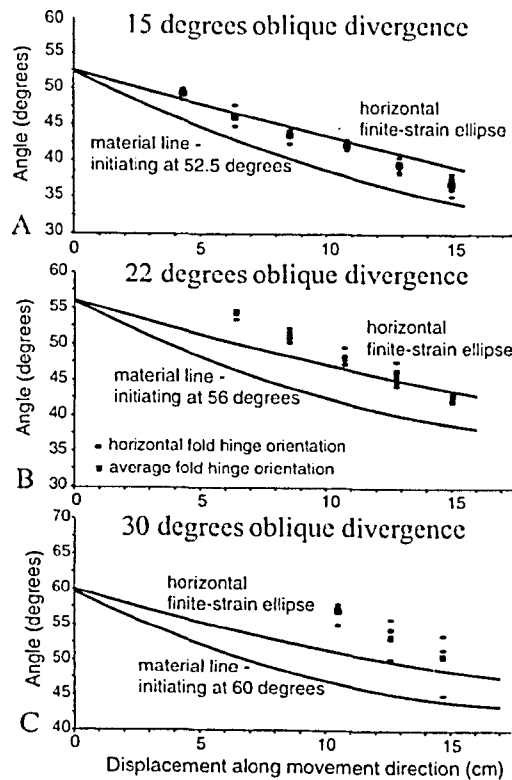 15 degrees oblique divergence
60
55
50
45
40
35
30
Angle (degrees)
horizontal
finite-strain ellipse
material line -
initiating at 52.5 degrees
A
0
5
10
15
22 degrees oblique divergence
60
55
50
45
40
35
30
Angle (degrees)
horizontal
finite-strain ellipse
material line -
initiating at 56 degrees
horizontal fold hinge orientation
average fold hinge orientation
B
0
5
10
15
30 degrees oblique divergence
70
65
60
55
50
45
40
Angle (degrees)
horizontal
finite-strain ellipse
material line -
initiating at 60 degrees
C
0
5
10
15
Displacement along movement direction (cm)